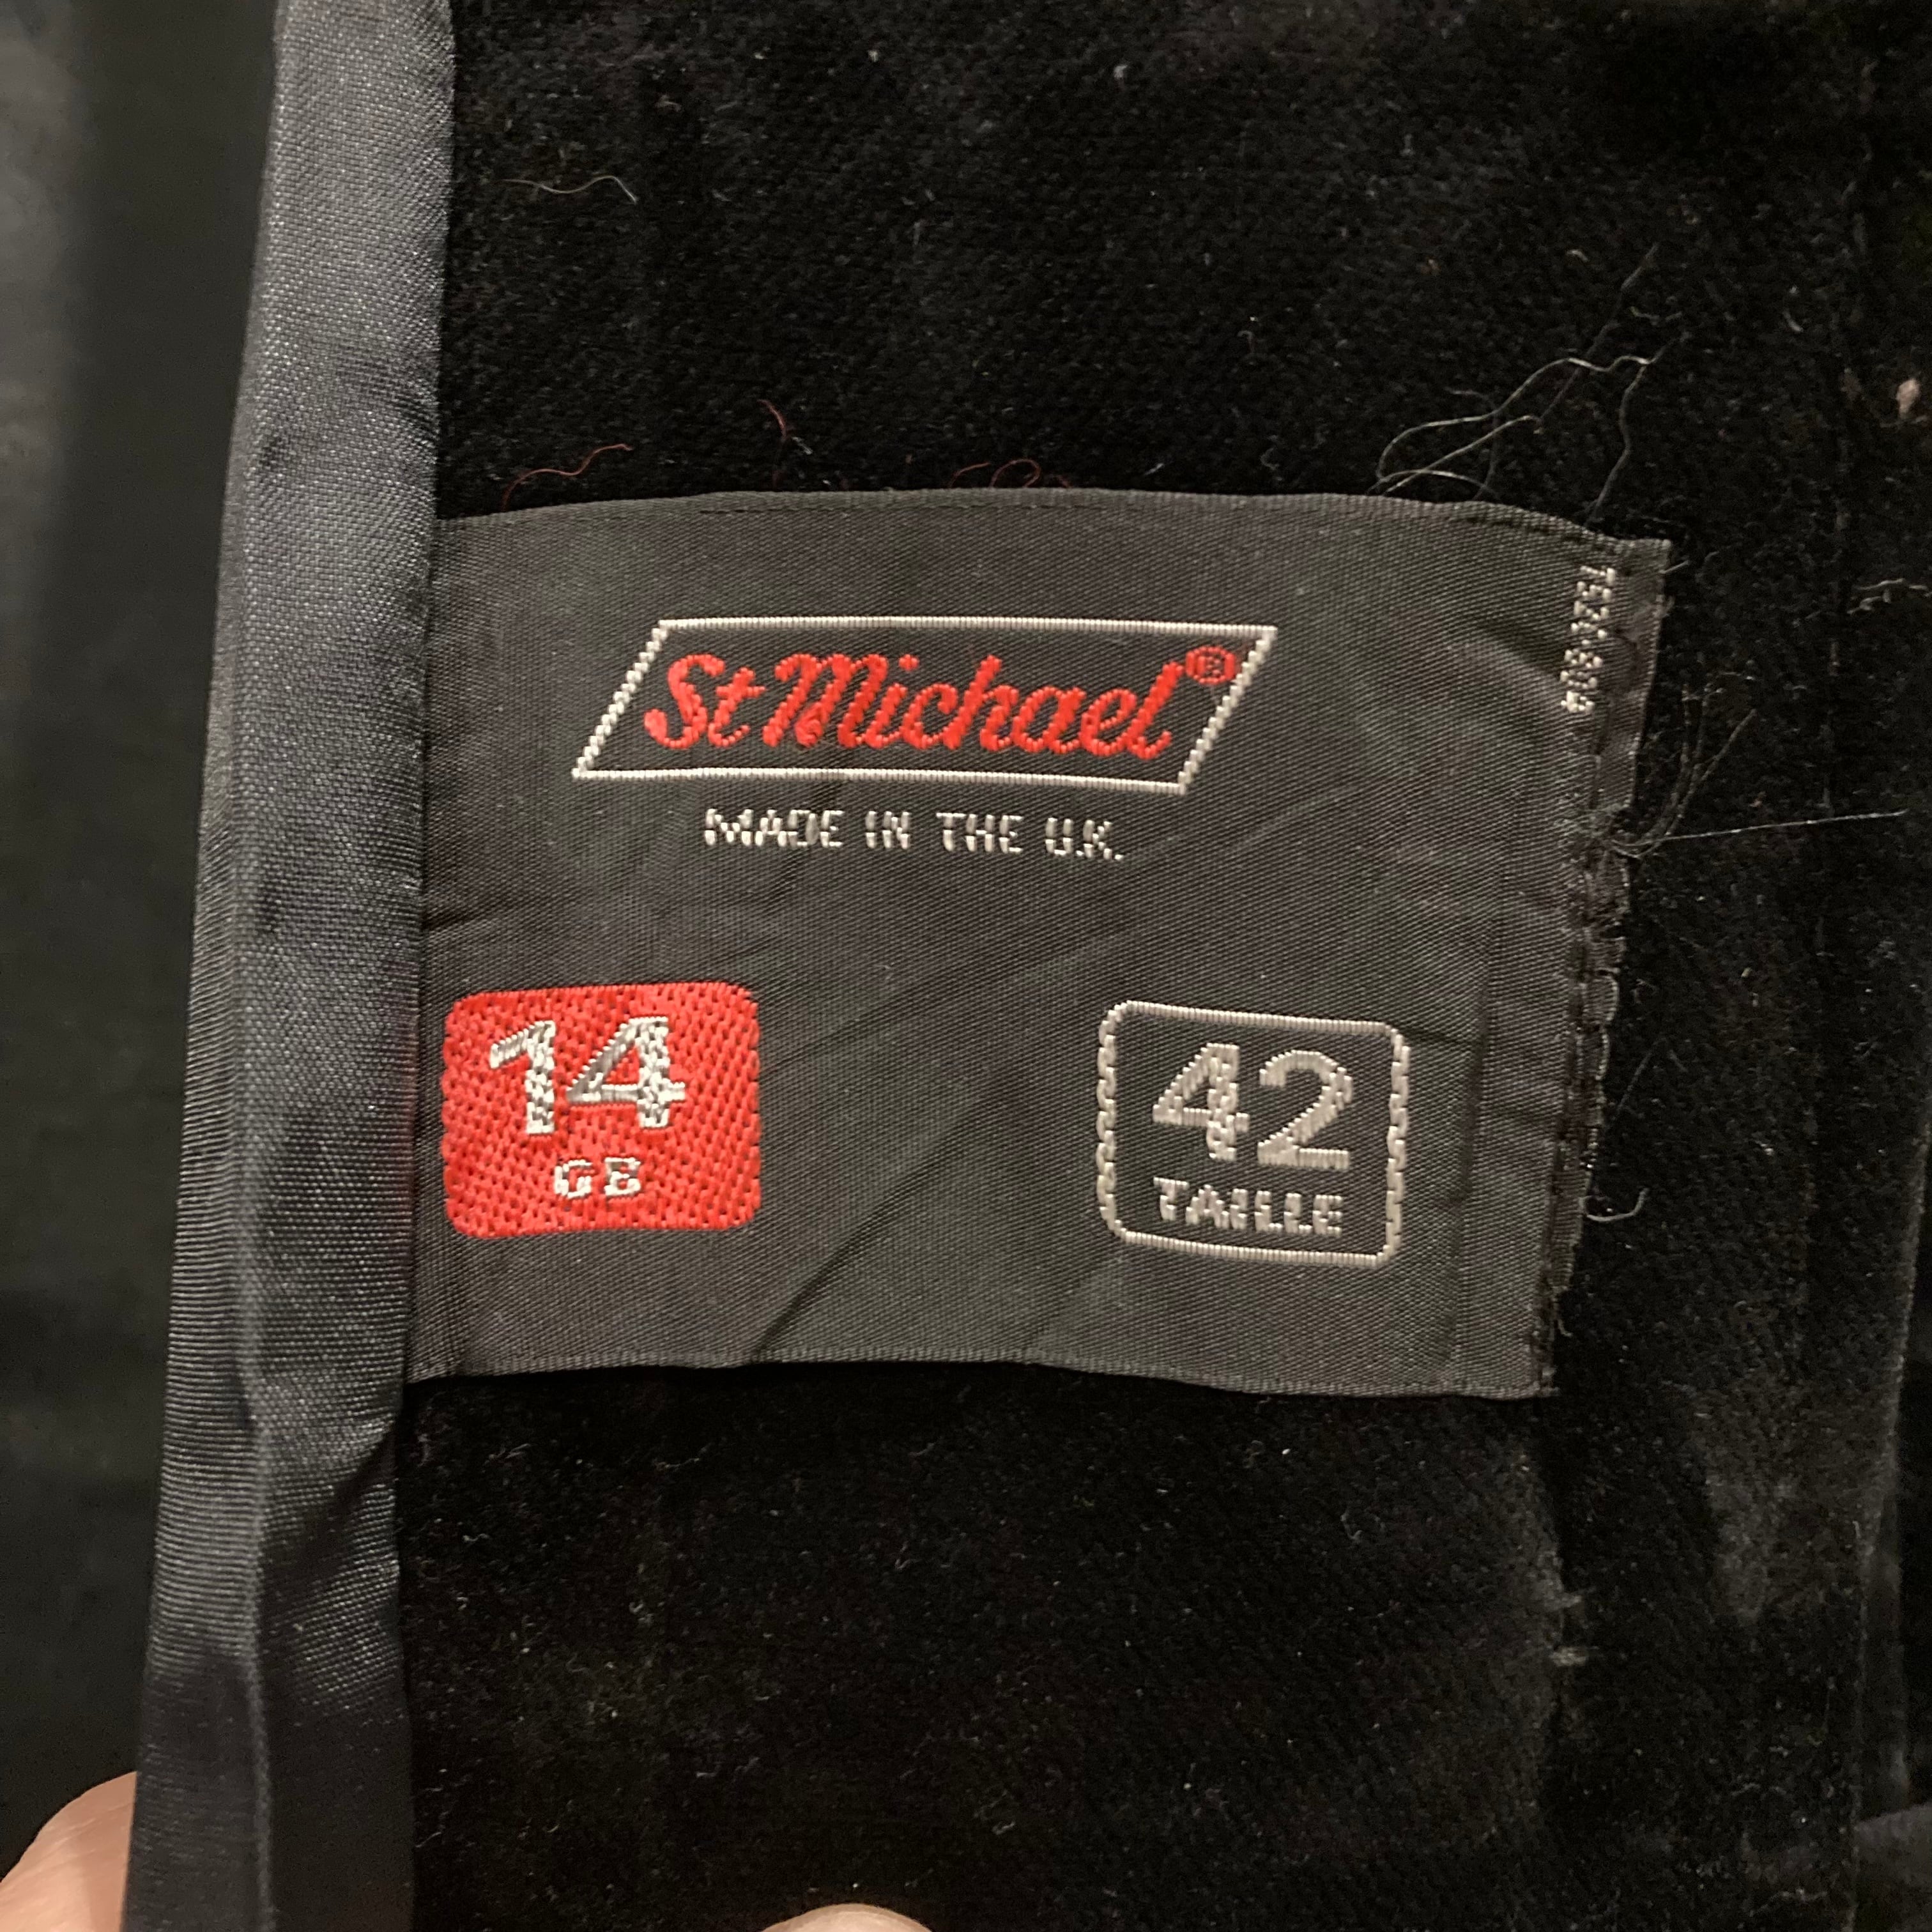 St Michael®
MADE IN THE U.K.
14
GB
42
TAILLE